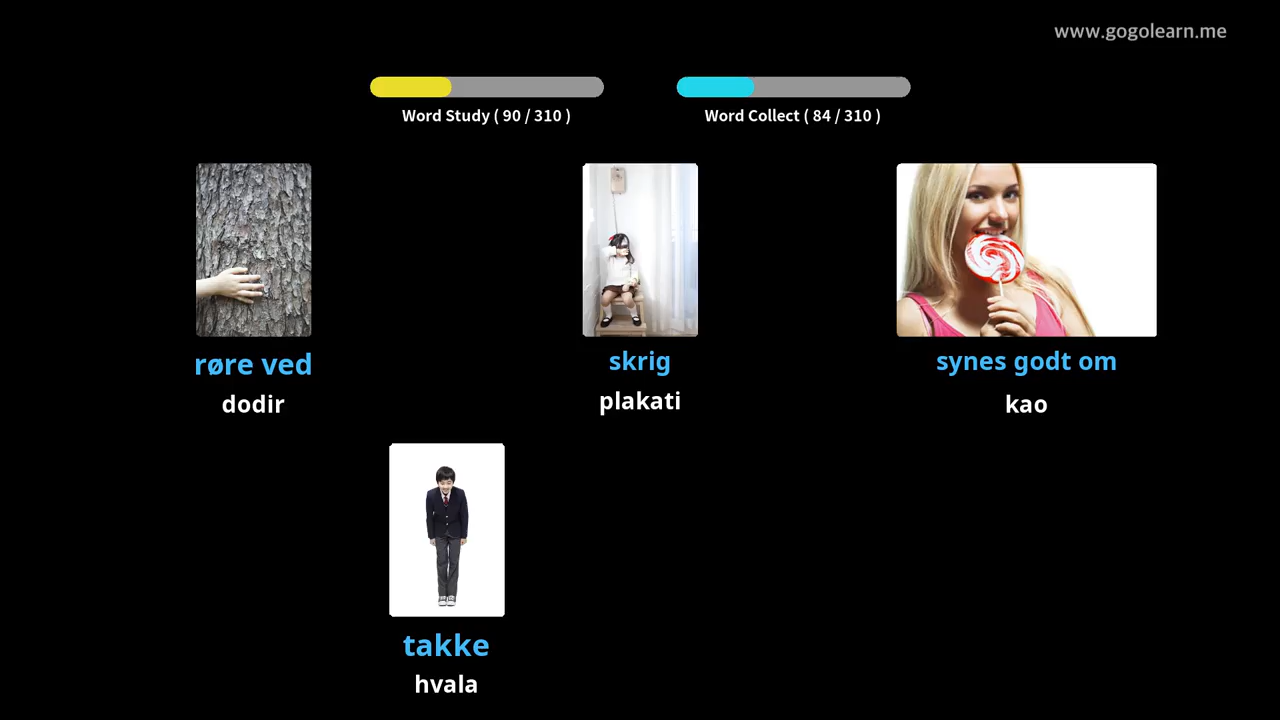 www.gogolearn.me
Word Study ( 90 / 310 )
Word Collect ( 84 / 310 )
røre ved
dodir
skrig
plakati
synes godt om
kao
takke
hvala